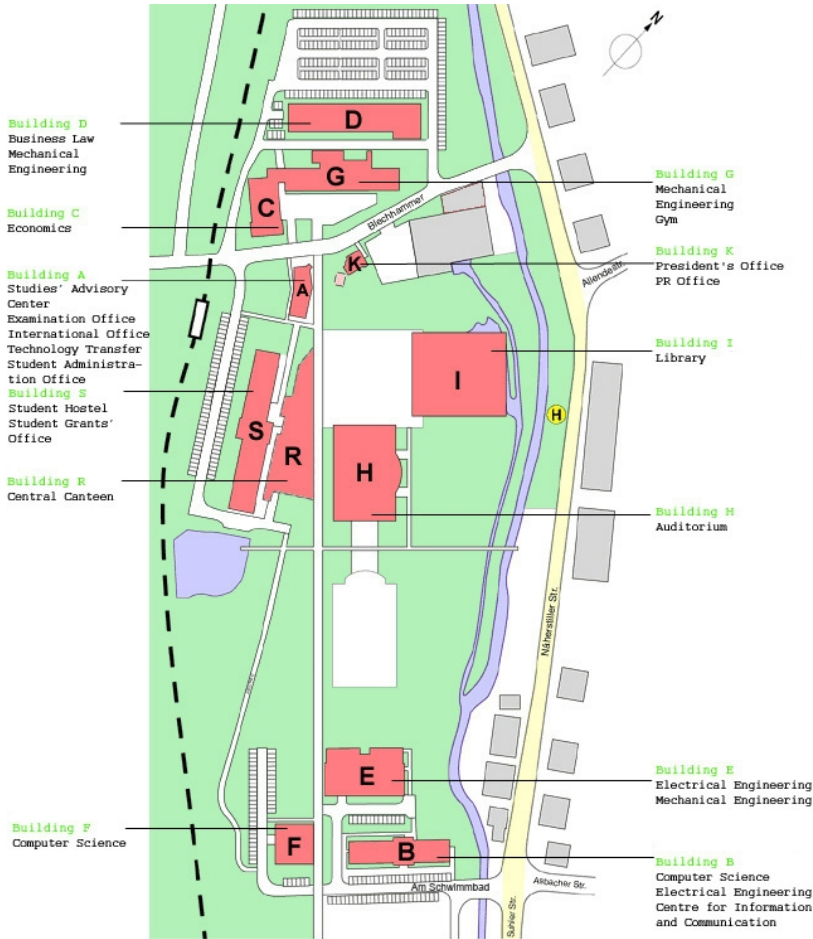 N
Building D
Business Law
Mechanical
Engineering
Building C
Economics
Building A
Studies' Advisory
Center
Examination Office
International Office
Technology Transfer
Student Administra-
tion Office
Building S
Student Hostel
Student Grants'
Office
Building R
Central Canteen
Building F
Computer Science
D
G
C
K
A
I
S
R
H
E
F
B
H
Blechhammer
Allendestr.
Näherstiller Str.
Am Schwimmbad
Asbacher Str.
Suhler Str.
Building G
Mechanical
Engineering
Gym
Building K
President's Office
PR Office
Building I
Library
Building H
Auditorium
Building E
Electrical Engineering
Mechanical Engineering
Building B
Computer Science
Electrical Engineering
Centre for Information
and Communication